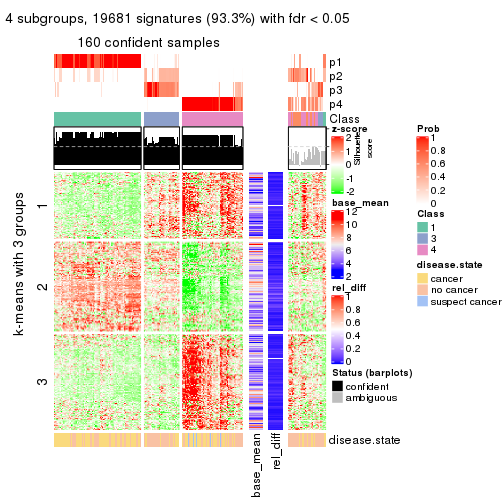 4 subgroups, 19681 signatures (93.3%) with fdr < 0.05
160 confident samples
p1
p2
p3
p4
Class
k-means with 3 groups
1
2
3
Silhouette
score
z-score
2
1
0
-1
-2
base_mean
12
10
8
6
4
2
rel_diff
1
0.8
0.6
0.4
0.2
0
Status (barplots)
confident
ambiguous
Prob
1
0.8
0.6
0.4
0.2
0
Class
1
3
4
disease.state
cancer
no cancer
suspect cancer
disease.state
base_mean
rel_diff